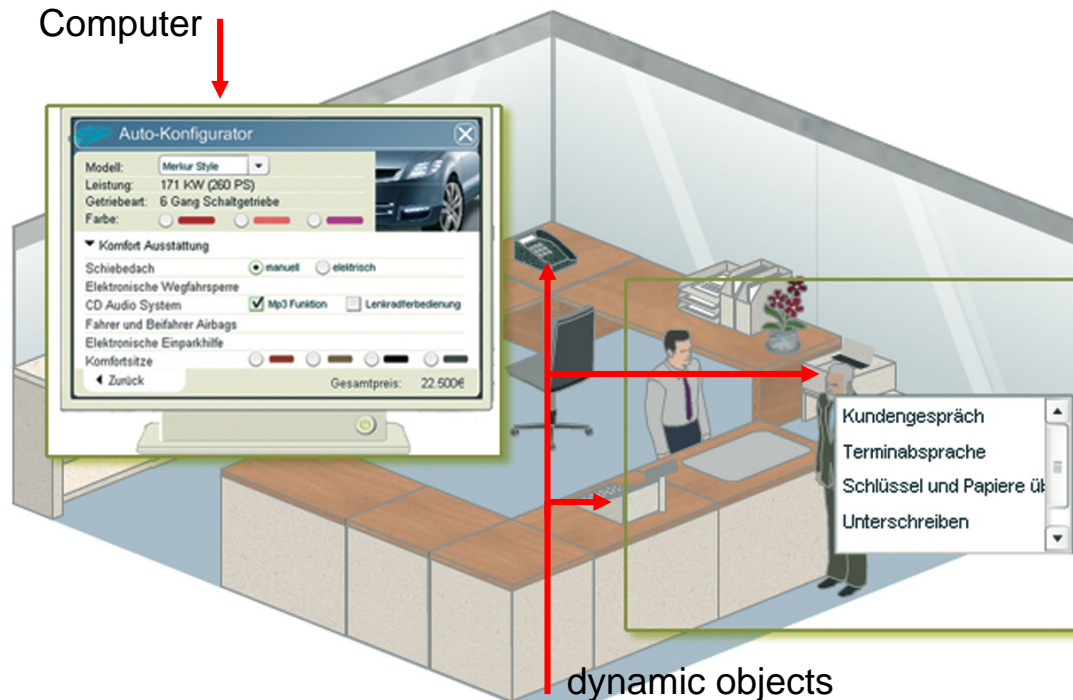 Computer
Auto-Konfigurator
Modell: Merkur Style
Leistung: 171 KW (260 PS)
Getriebeart: 6 Gang Schaltgetriebe
Farbe:
Komfort Ausstattung
Schiebedach manuell elektrisch
Elektronische Wegfahrsperre
CD Audio System Mp3 Funktion Lenkradferbedienung
Fahrer und Beifahrer Airbags
Elektronische Einparkhilfe
Komfortsitze
Zurück Gesamtpreis: 22.500€
Kundengespräch
Terminabsprache
Schlüssel und Papiere üb
Unterschreiben
dynamic objects